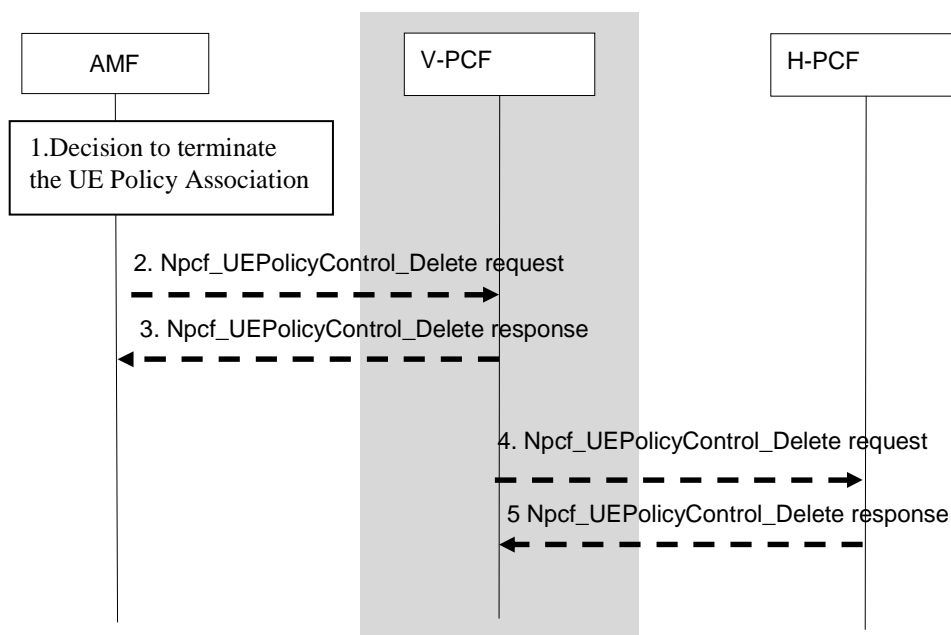 AMF
V-PCF
H-PCF
1.Decision to terminate
the UE Policy Association
2. Npcf_UEPolicyControl_Delete request
3. Npcf_UEPolicyControl_Delete response
4. Npcf_UEPolicyControl_Delete request
5 Npcf_UEPolicyControl_Delete response